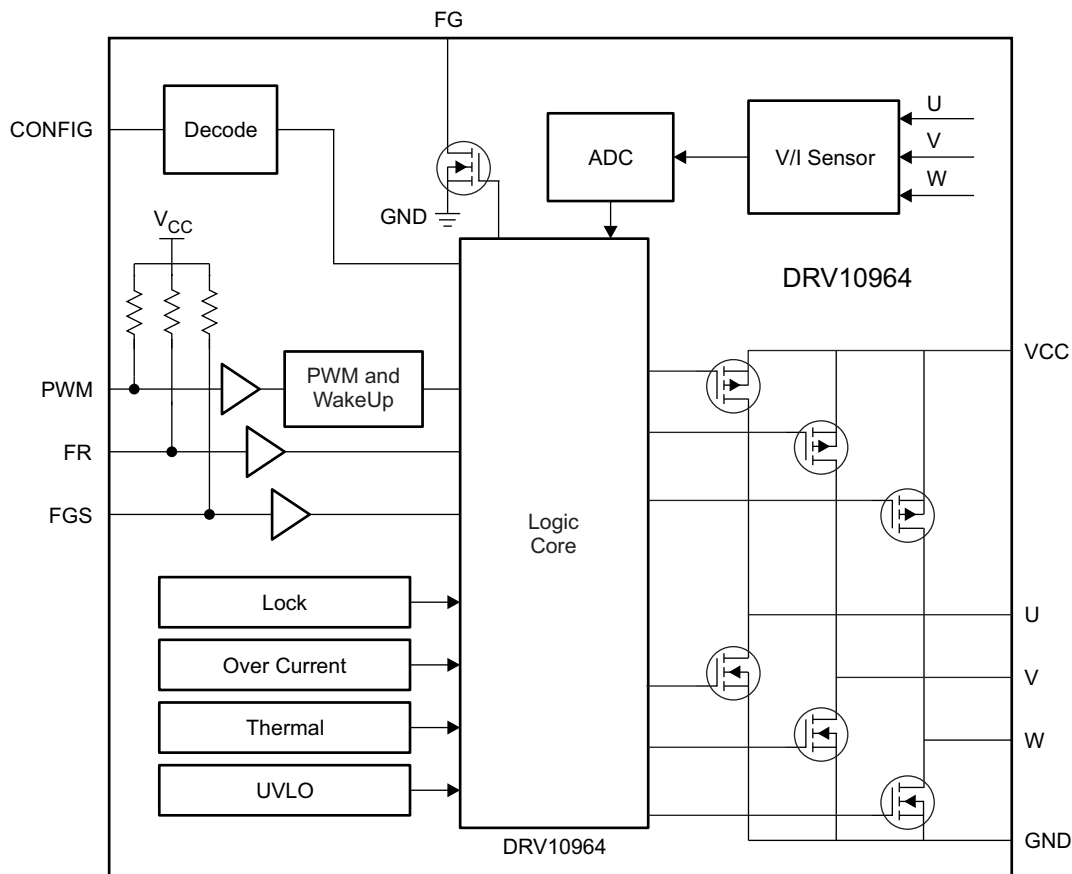 FG
CONFIG
Decode
ADC
V/I Sensor
U
V
W
GND
VCC
DRV10964
PWM
PWM and
WakeUp
FR
FGS
Logic
Core
VCC
Lock
Over Current
Thermal
UVLO
U
V
W
GND
DRV10964